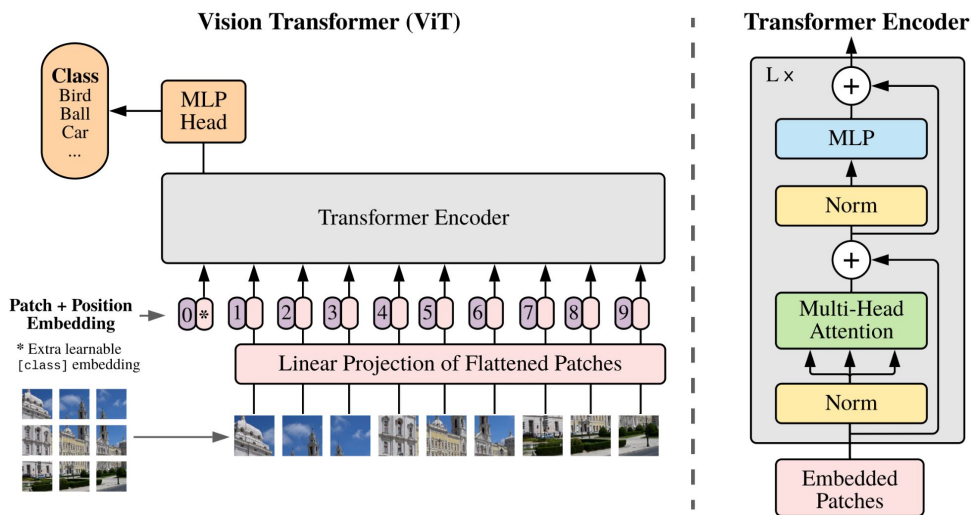 Vision Transformer (ViT)
Class
Bird
Ball
Car
...
MLP
Head
Transformer Encoder
Patch + Position
Embedding
0 * 1 2 3 4 5 6 7 8 9
* Extra learnable
[class] embedding
Linear Projection of Flattened Patches
Transformer Encoder
L ×
+
MLP
Norm
+
Multi-Head
Attention
Norm
Embedded
Patches